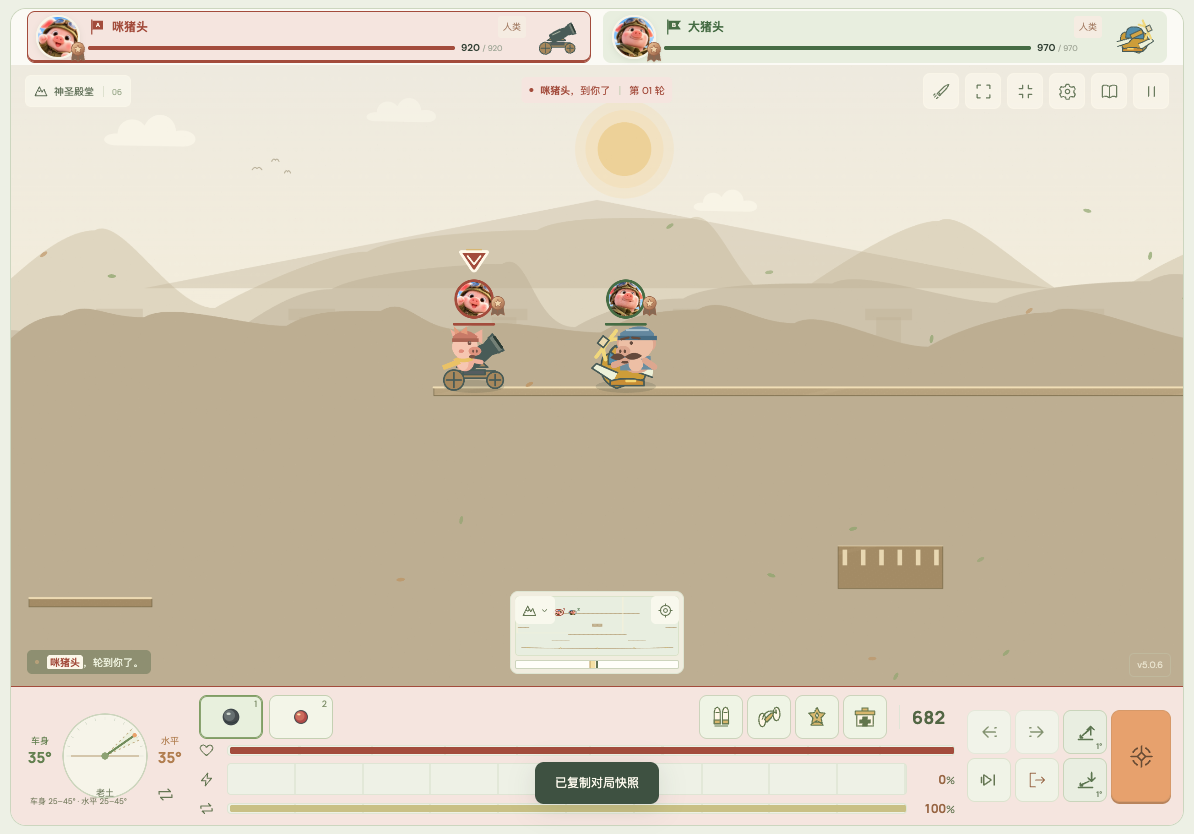 咪猪头
人类
920 / 920
大猪头
人类
970 / 970
神圣殿堂 06
咪猪头，到你了 第 01 轮
咪猪头，轮到你了。
v5.0.6
车身
35°
水平
35°
老土
车身 25–45° · 水平 25–45°
1
2
682
1°
0%
1°
已复制对局快照
100%